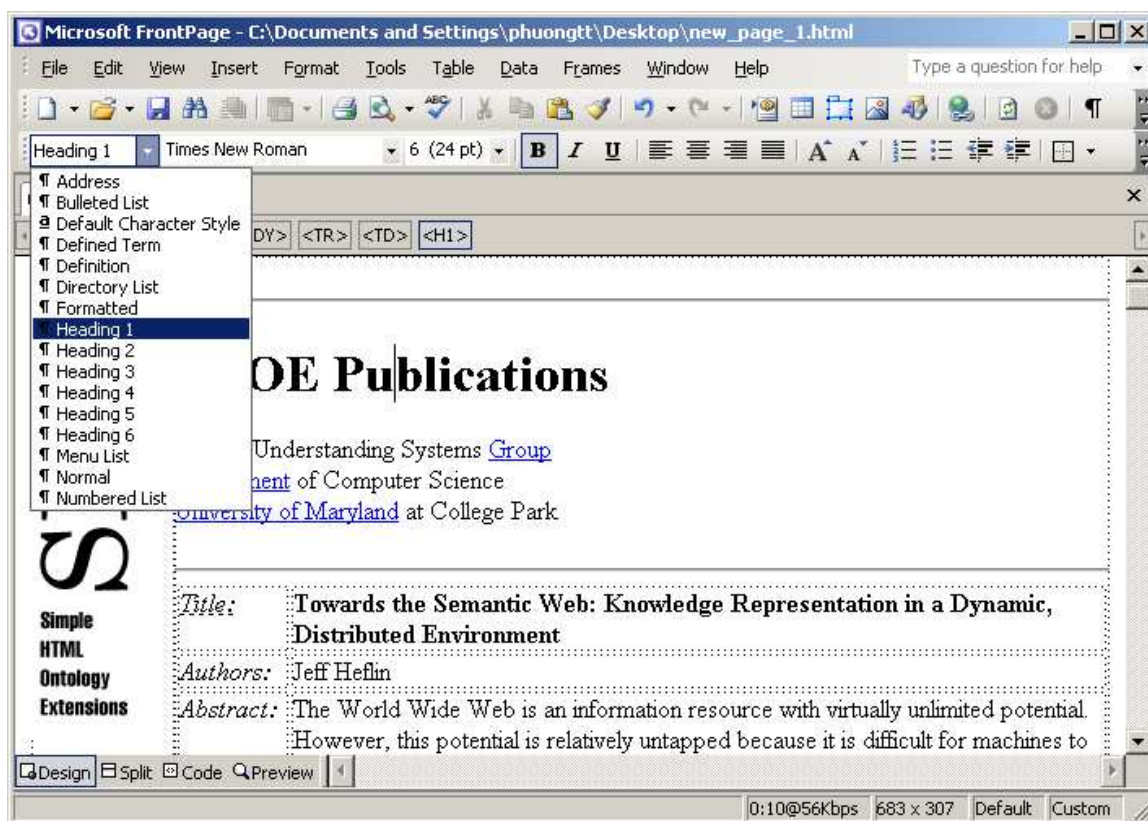 Microsoft FrontPage - C:\Documents and Settings\phuongtt\Desktop\new_page_1.html
File Edit View Insert Format Tools Table Data Frames Window Help Type a question for help
Heading 1 Times New Roman 6 (24 pt) B I U A A
Address
Bulleted List
a Default Character Style
Defined Term
Definition
Directory List
Formatted
Heading 1
Heading 2
Heading 3
Heading 4
Heading 5
Heading 6
Menu List
Normal
Numbered List
DY> <TR> <TD> <H1>
OE Publications
Understanding Systems Group
ent of Computer Science
University of Maryland at College Park
S
Simple
HTML
Ontology
Extensions
Title: Towards the Semantic Web: Knowledge Representation in a Dynamic,
Distributed Environment
Authors: Jeff Heflin
Abstract: The World Wide Web is an information resource with virtually unlimited potential.
However, this potential is relatively untapped because it is difficult for machines to
Design Split Code Preview
0:10@56Kbps 683 x 307 Default Custom